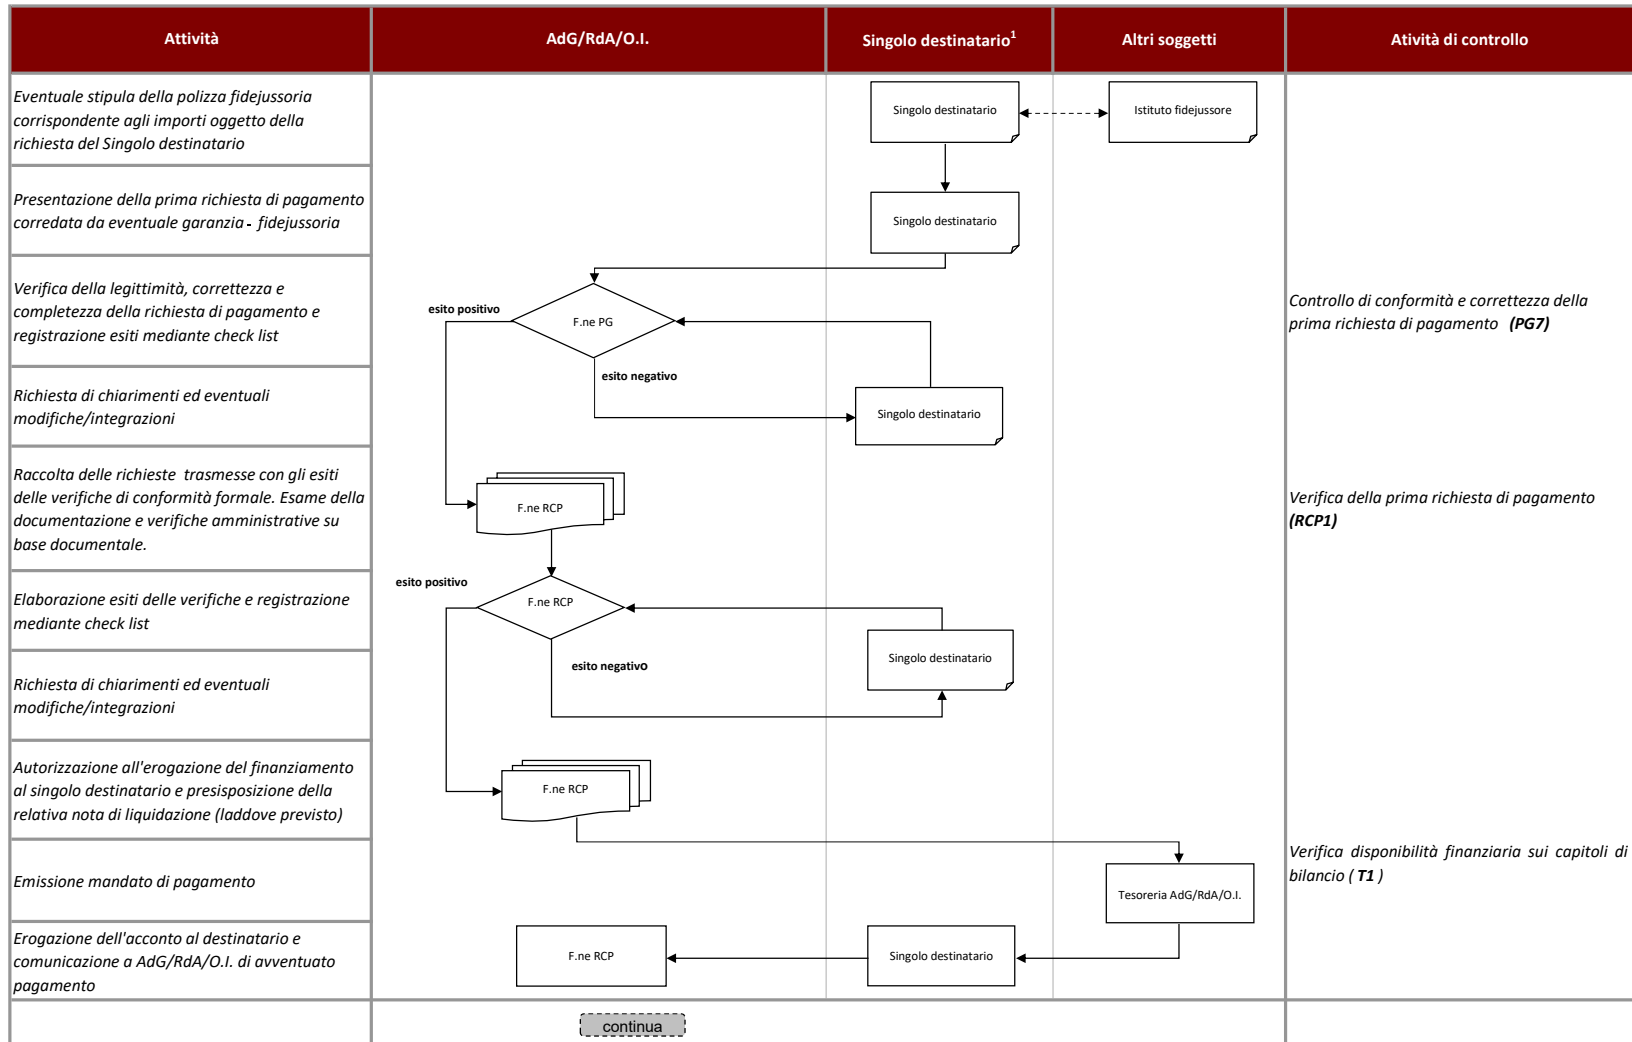 Attività
AdG/RdA/O.I.
Singolo destinatario1
Altri soggetti
Atività di controllo
Eventuale stipula della polizza fidejussoria
corrispondente agli importi oggetto della
richiesta del Singolo destinatario
Singolo destinatario
Istituto fidejussore
Presentazione della prima richiesta di pagamento
corredata da eventuale garanzia - fidejussoria
Singolo destinatario
Verifica della legittimità, correttezza e
completezza della richiesta di pagamento e
registrazione esiti mediante check list
esito positivo
F.ne PG
esito negativo
Controllo di conformità e correttezza della
prima richiesta di pagamento (PG7)
Richiesta di chiarimenti ed eventuali
modifiche/integrazioni
Singolo destinatario
Raccolta delle richieste trasmesse con gli esiti
delle verifiche di conformità formale. Esame della
documentazione e verifiche amministrative su
base documentale.
F.ne RCP
Verifica della prima richiesta di pagamento
(RCP1)
Elaborazione esiti delle verifiche e registrazione
mediante check list
esito positivo
F.ne RCP
esito negativo
Singolo destinatario
Richiesta di chiarimenti ed eventuali
modifiche/integrazioni
Autorizzazione all'erogazione del finanziamento
al singolo destinatario e presisposizione della
relativa nota di liquidazione (laddove previsto)
F.ne RCP
Emissione mandato di pagamento
Tesoreria AdG/RdA/O.I.
Verifica disponibilità finanziaria sui capitoli di
bilancio ( T1 )
Erogazione dell'acconto al destinatario e
comunicazione a AdG/RdA/O.I. di avventuato
pagamento
F.ne RCP
Singolo destinatario
continua